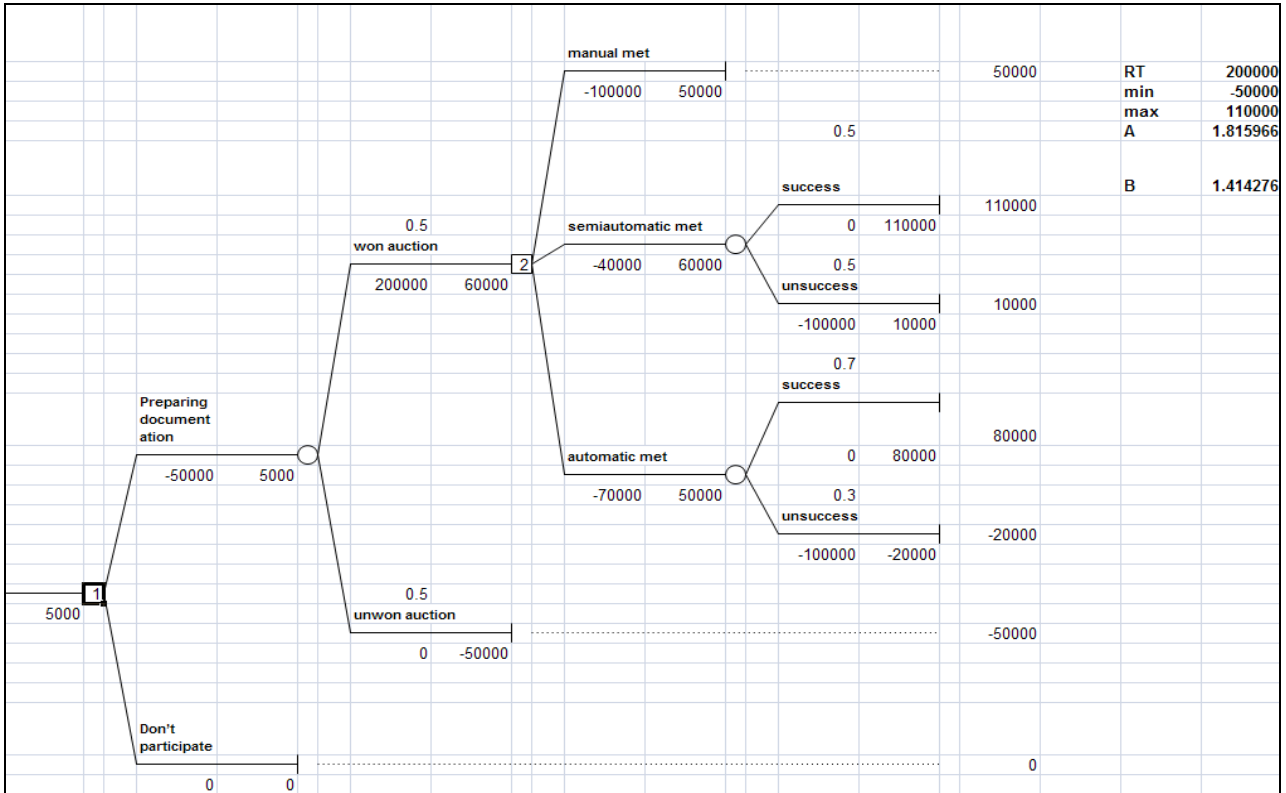 manual met
-100000 50000
50000
RT 200000
min -50000
max 110000
A 1.815966
0.5
success
0 110000
110000
B 1.414276
0.5
won auction
200000 60000
2
semiautomatic met
-40000 60000
0.5
unsuccess
-100000 10000
10000
0.7
success
0 80000
80000
Preparing
document
ation
-50000 5000
automatic met
-70000 50000
0.3
unsuccess
-100000 -20000
-20000
1
5000
0.5
unwon auction
0 -50000
-50000
Don't
participate
0 0
0